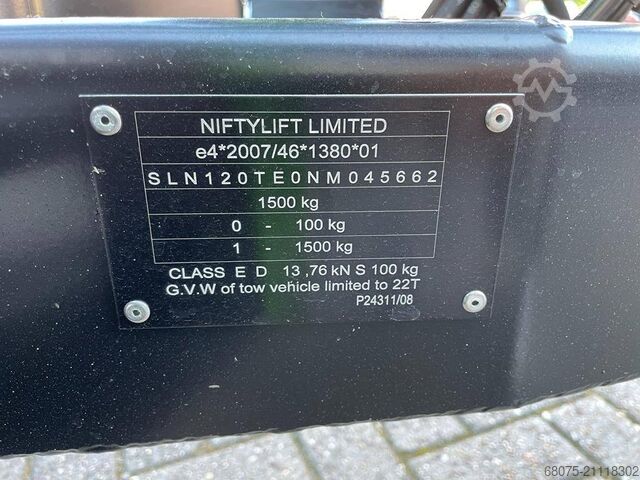 NIFTYLIFT LIMITED
e4*2007/46*1380*01
SLN120TE0NM045662
1500 kg
0 - 100 kg
1 - 1500 kg
CLASS E D 13 ,76 kN S 100 kg
G.V.W of tow vehicle limited to 22T
P24311/08
68075-21118302